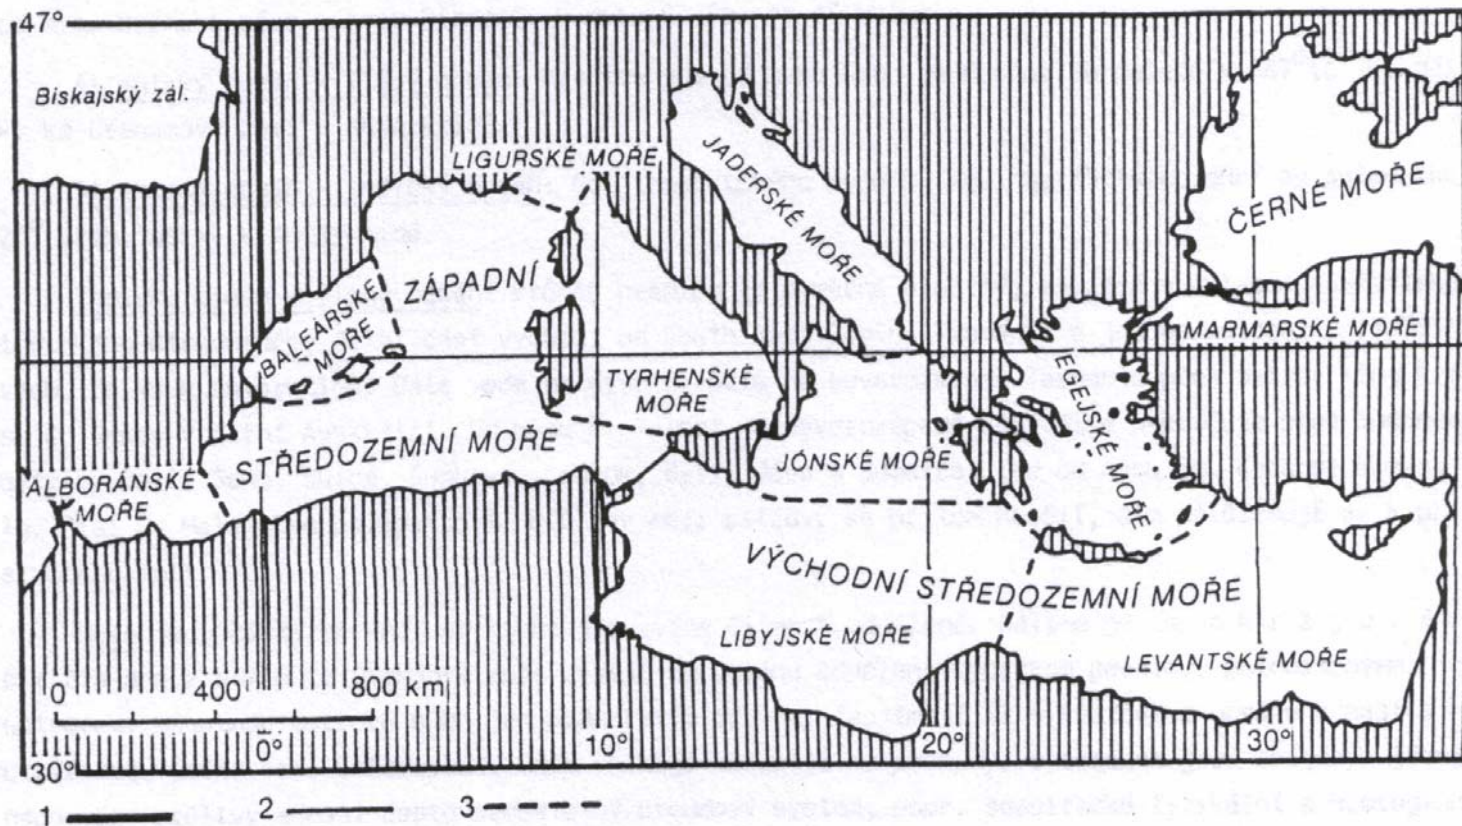 47°
Biskajský zál.
LIGURSKÉ MOŘE
JADERSKÉ MOŘE
ČERNÉ MOŘE
BALEÁRSKÉ
MOŘE
ZÁPADNÍ
MARMARSKÉ MOŘE
TYRHENSKÉ
MOŘE
EGEJSKÉ MOŘE
STŘEDOZEMNÍ MOŘE
JÓNSKÉ MOŘE
ALBORÁNSKÉ
MOŘE
VÝCHODNÍ STŘEDOZEMNÍ MOŘE
LIBYJSKÉ MOŘE
LEVANTSKÉ MOŘE
0 400 800 km
0° 10° 20° 30°
30°
1 2 3